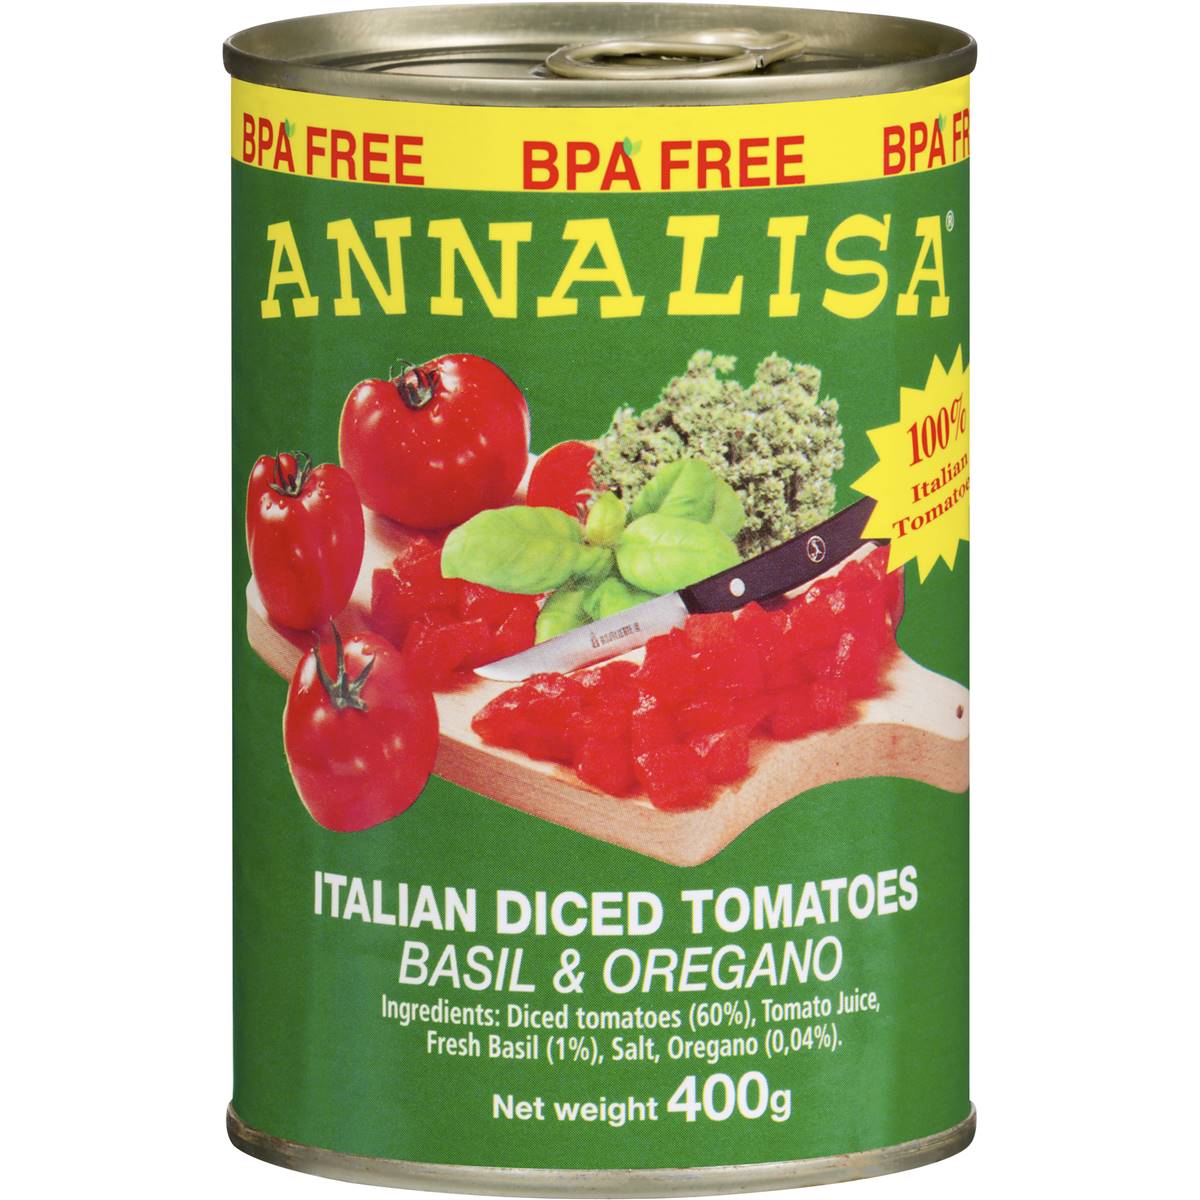 BPA FREE BPA FREE BPA FR
ANNALISA®
100%
Italian
Tomatoe
ITALIAN DICED TOMATOES
BASIL & OREGANO
Ingredients: Diced tomatoes (60%), Tomato Juice,
Fresh Basil (1%), Salt, Oregano (0,04%).
Net weight 400g